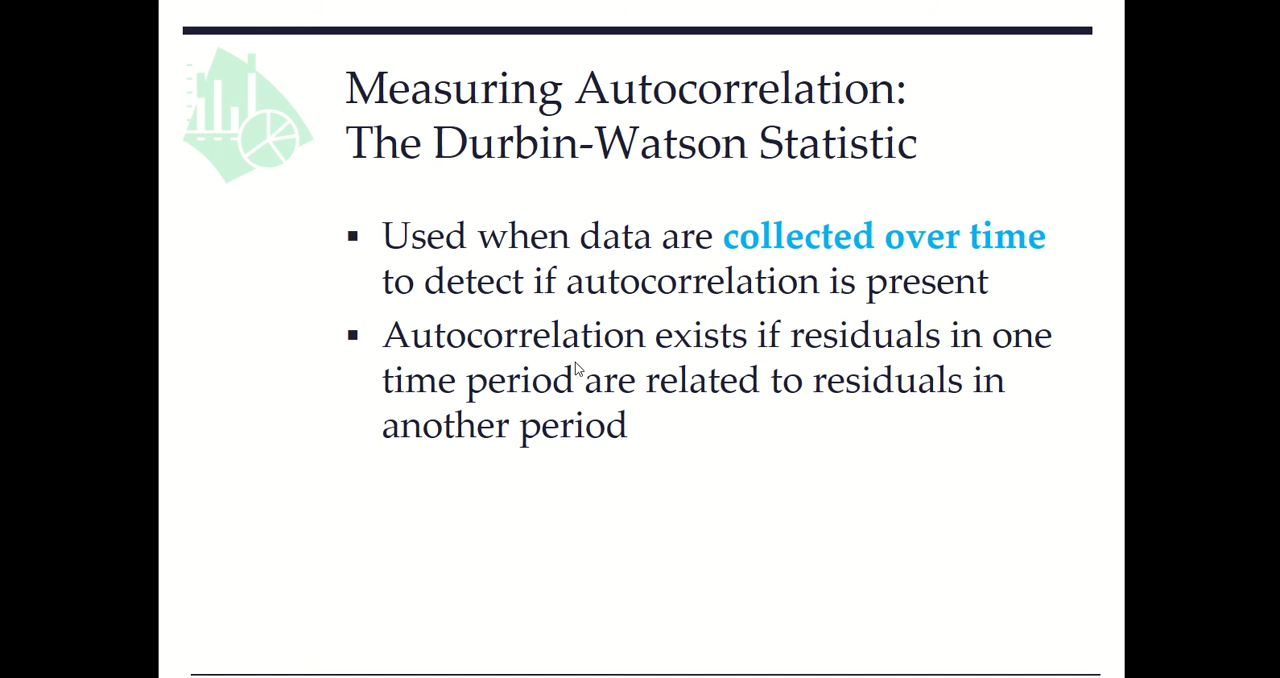 Measuring Autocorrelation:
The Durbin-Watson Statistic
▪ Used when data are collected over time
to detect if autocorrelation is present
▪ Autocorrelation exists if residuals in one
time period are related to residuals in
another period